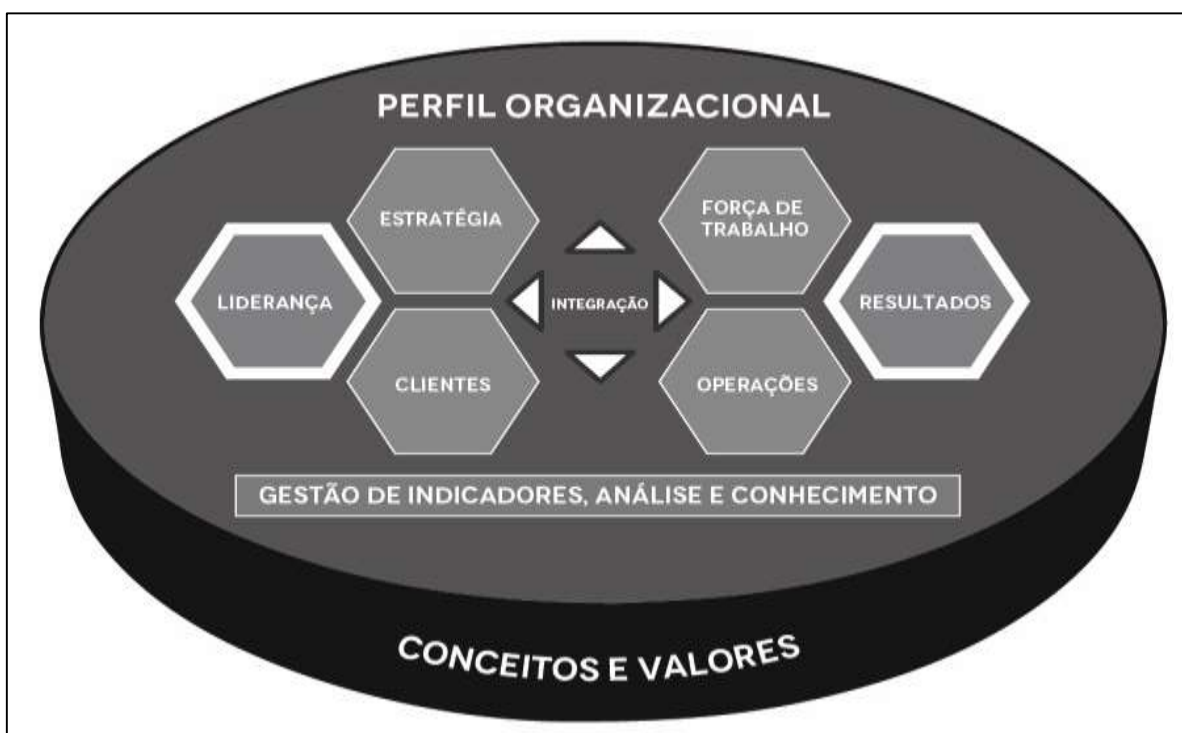 PERFIL ORGANIZACIONAL
ESTRATÉGIA
FORÇA DE
TRABALHO
LIDERANÇA
INTEGRAÇÃO
RESULTADOS
CLIENTES
OPERAÇÕES
GESTÃO DE INDICADORES, ANÁLISE E CONHECIMENTO
CONCEITOS E VALORES